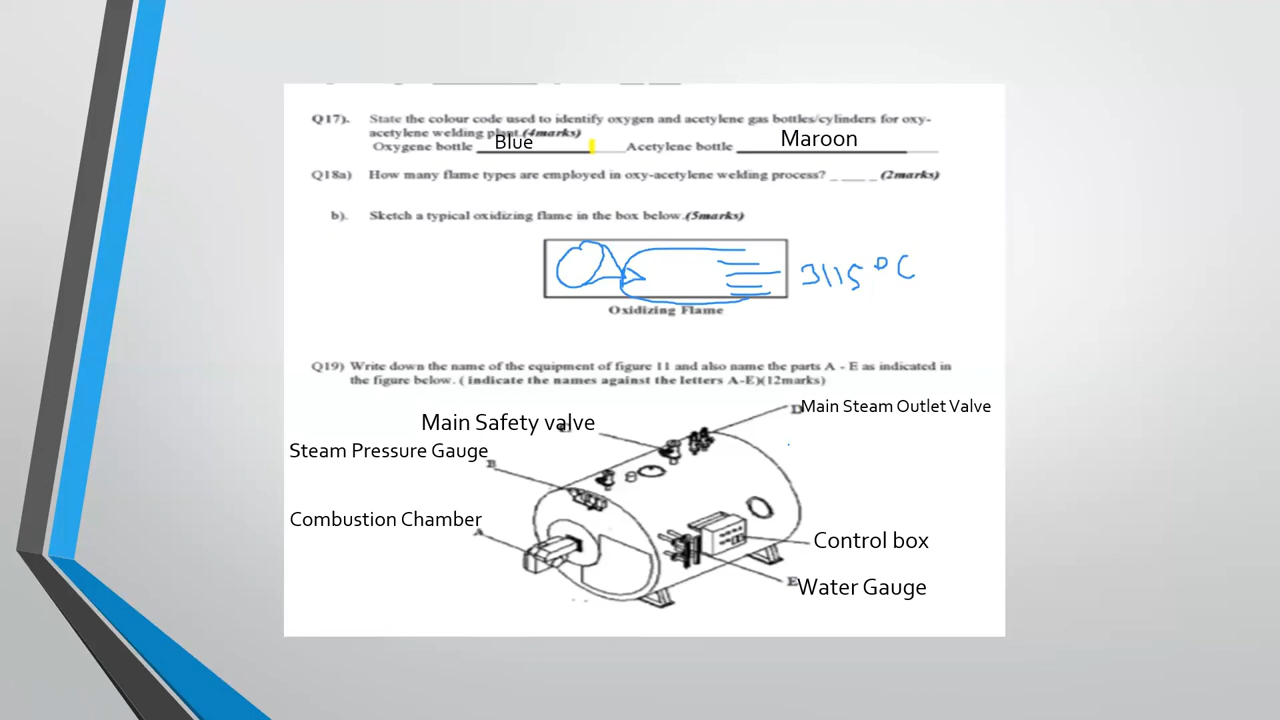 Q17). State the colour code used to identify oxygen and acetylene gas bottles/cylinders for oxy-
acetylene welding plant.(4marks)
Oxygene bottle Blue Acetylene bottle Maroon
Q18a) How many flame types are employed in oxy-acetylene welding process? _ ____ _ (2marks)
b). Sketch a typical oxidizing flame in the box below.(5marks)
3115°C
Oxidizing Flame
Q19) Write down the name of the equipment of figure 11 and also name the parts A - E as indicated in
the figure below. ( indicate the names against the letters A-E)(12marks)
D Main Steam Outlet Valve
Main Safety valve
Steam Pressure Gauge
B
Combustion Chamber
A
Control box
E Water Gauge